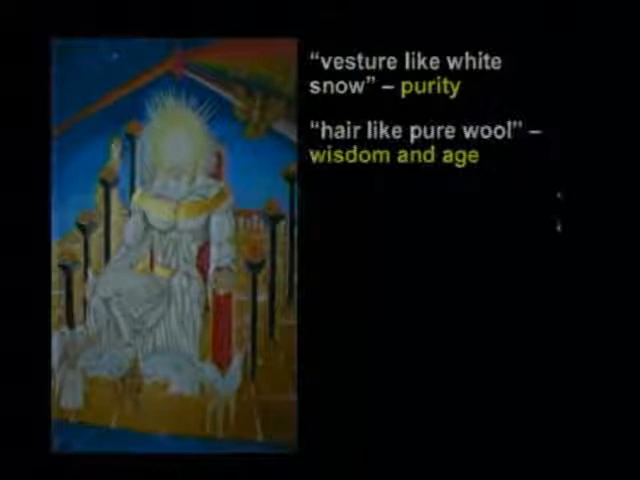 “vesture like white
snow” – purity
“hair like pure wool” –
wisdom and age